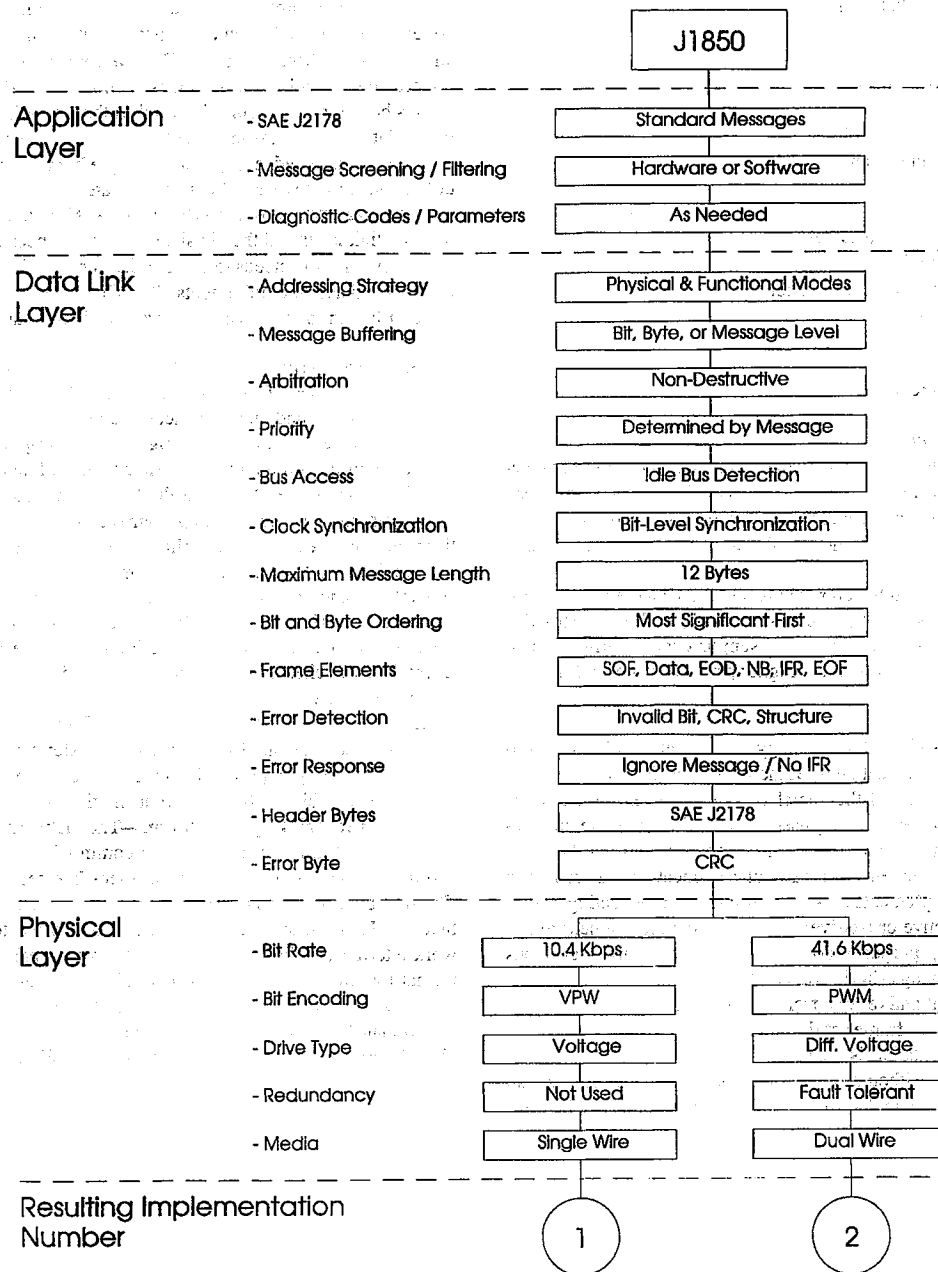 J1850
Application
Layer
- SAE J2178
Standard Messages
- Message Screening / Filtering
Hardware or Software
- Diagnostic Codes / Parameters
As Needed
Data Link
Layer
- Addressing Strategy
Physical & Functional Modes
- Message Buffering
Bit, Byte, or Message Level
- Arbitration
Non-Destructive
- Priority
Determined by Message
- Bus Access
Idle Bus Detection
- Clock Synchronization
Bit-Level Synchronization
- Maximum Message Length
12 Bytes
- Bit and Byte Ordering
Most Significant First
- Frame Elements
SOF, Data, EOD, NB, IFR, EOF
- Error Detection
Invalid Bit, CRC, Structure
- Error Response
Ignore Message / No IFR
- Header Bytes
SAE J2178
- Error Byte
CRC
Physical
Layer
- Bit Rate
10.4 Kbps
41.6 Kbps
- Bit Encoding
VPW
PWM
- Drive Type
Voltage
Diff. Voltage
- Redundancy
Not Used
Fault Tolerant
- Media
Single Wire
Dual Wire
Resulting Implementation
Number
1
2